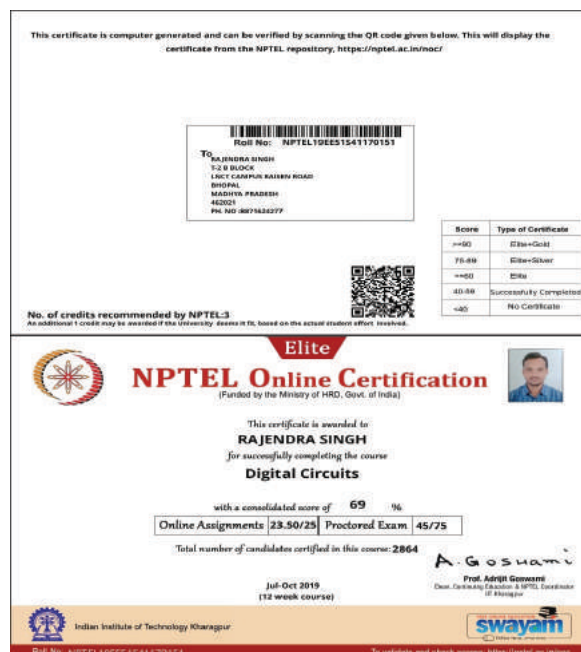 This certificate is computer generated and can be verified by scanning the QR code given below. This will display the
certificate from the NPTEL repository, https://nptel.ac.in/noc/
Roll No: NPTEL19EE51S41170151
To
RAJENDRA SINGH
T-2 B BLOCK
LNCT CAMPUS RAISEN ROAD
BHOPAL
MADHYA PRADESH
462021
PH. NO :8871624277
Score Type of Certificate
>=90 Elite+Gold
75-89 Elite+Silver
>=60 Elite
40-59 Successfully Completed
<40 No Certificate
No. of credits recommended by NPTEL:3
An additional 1 credit may be awarded if the University deems it fit, based on the actual student effort involved.
Elite
NPTEL Online Certification
(Funded by the Ministry of HRD, Govt. of India)
This certificate is awarded to
RAJENDRA SINGH
for successfully completing the course
Digital Circuits
with a consolidated score of 69 %
Online Assignments 23.50/25 Proctored Exam 45/75
Total number of candidates certified in this course: 2864
A. Goswami
Prof. Adrijit Goswami
Dean, Continuing Education & NPTEL Coordinator
IIT Kharagpur
Jul-Oct 2019
(12 week course)
Indian Institute of Technology Kharagpur
swayam
Roll No: NPTEL19EE51S41170151